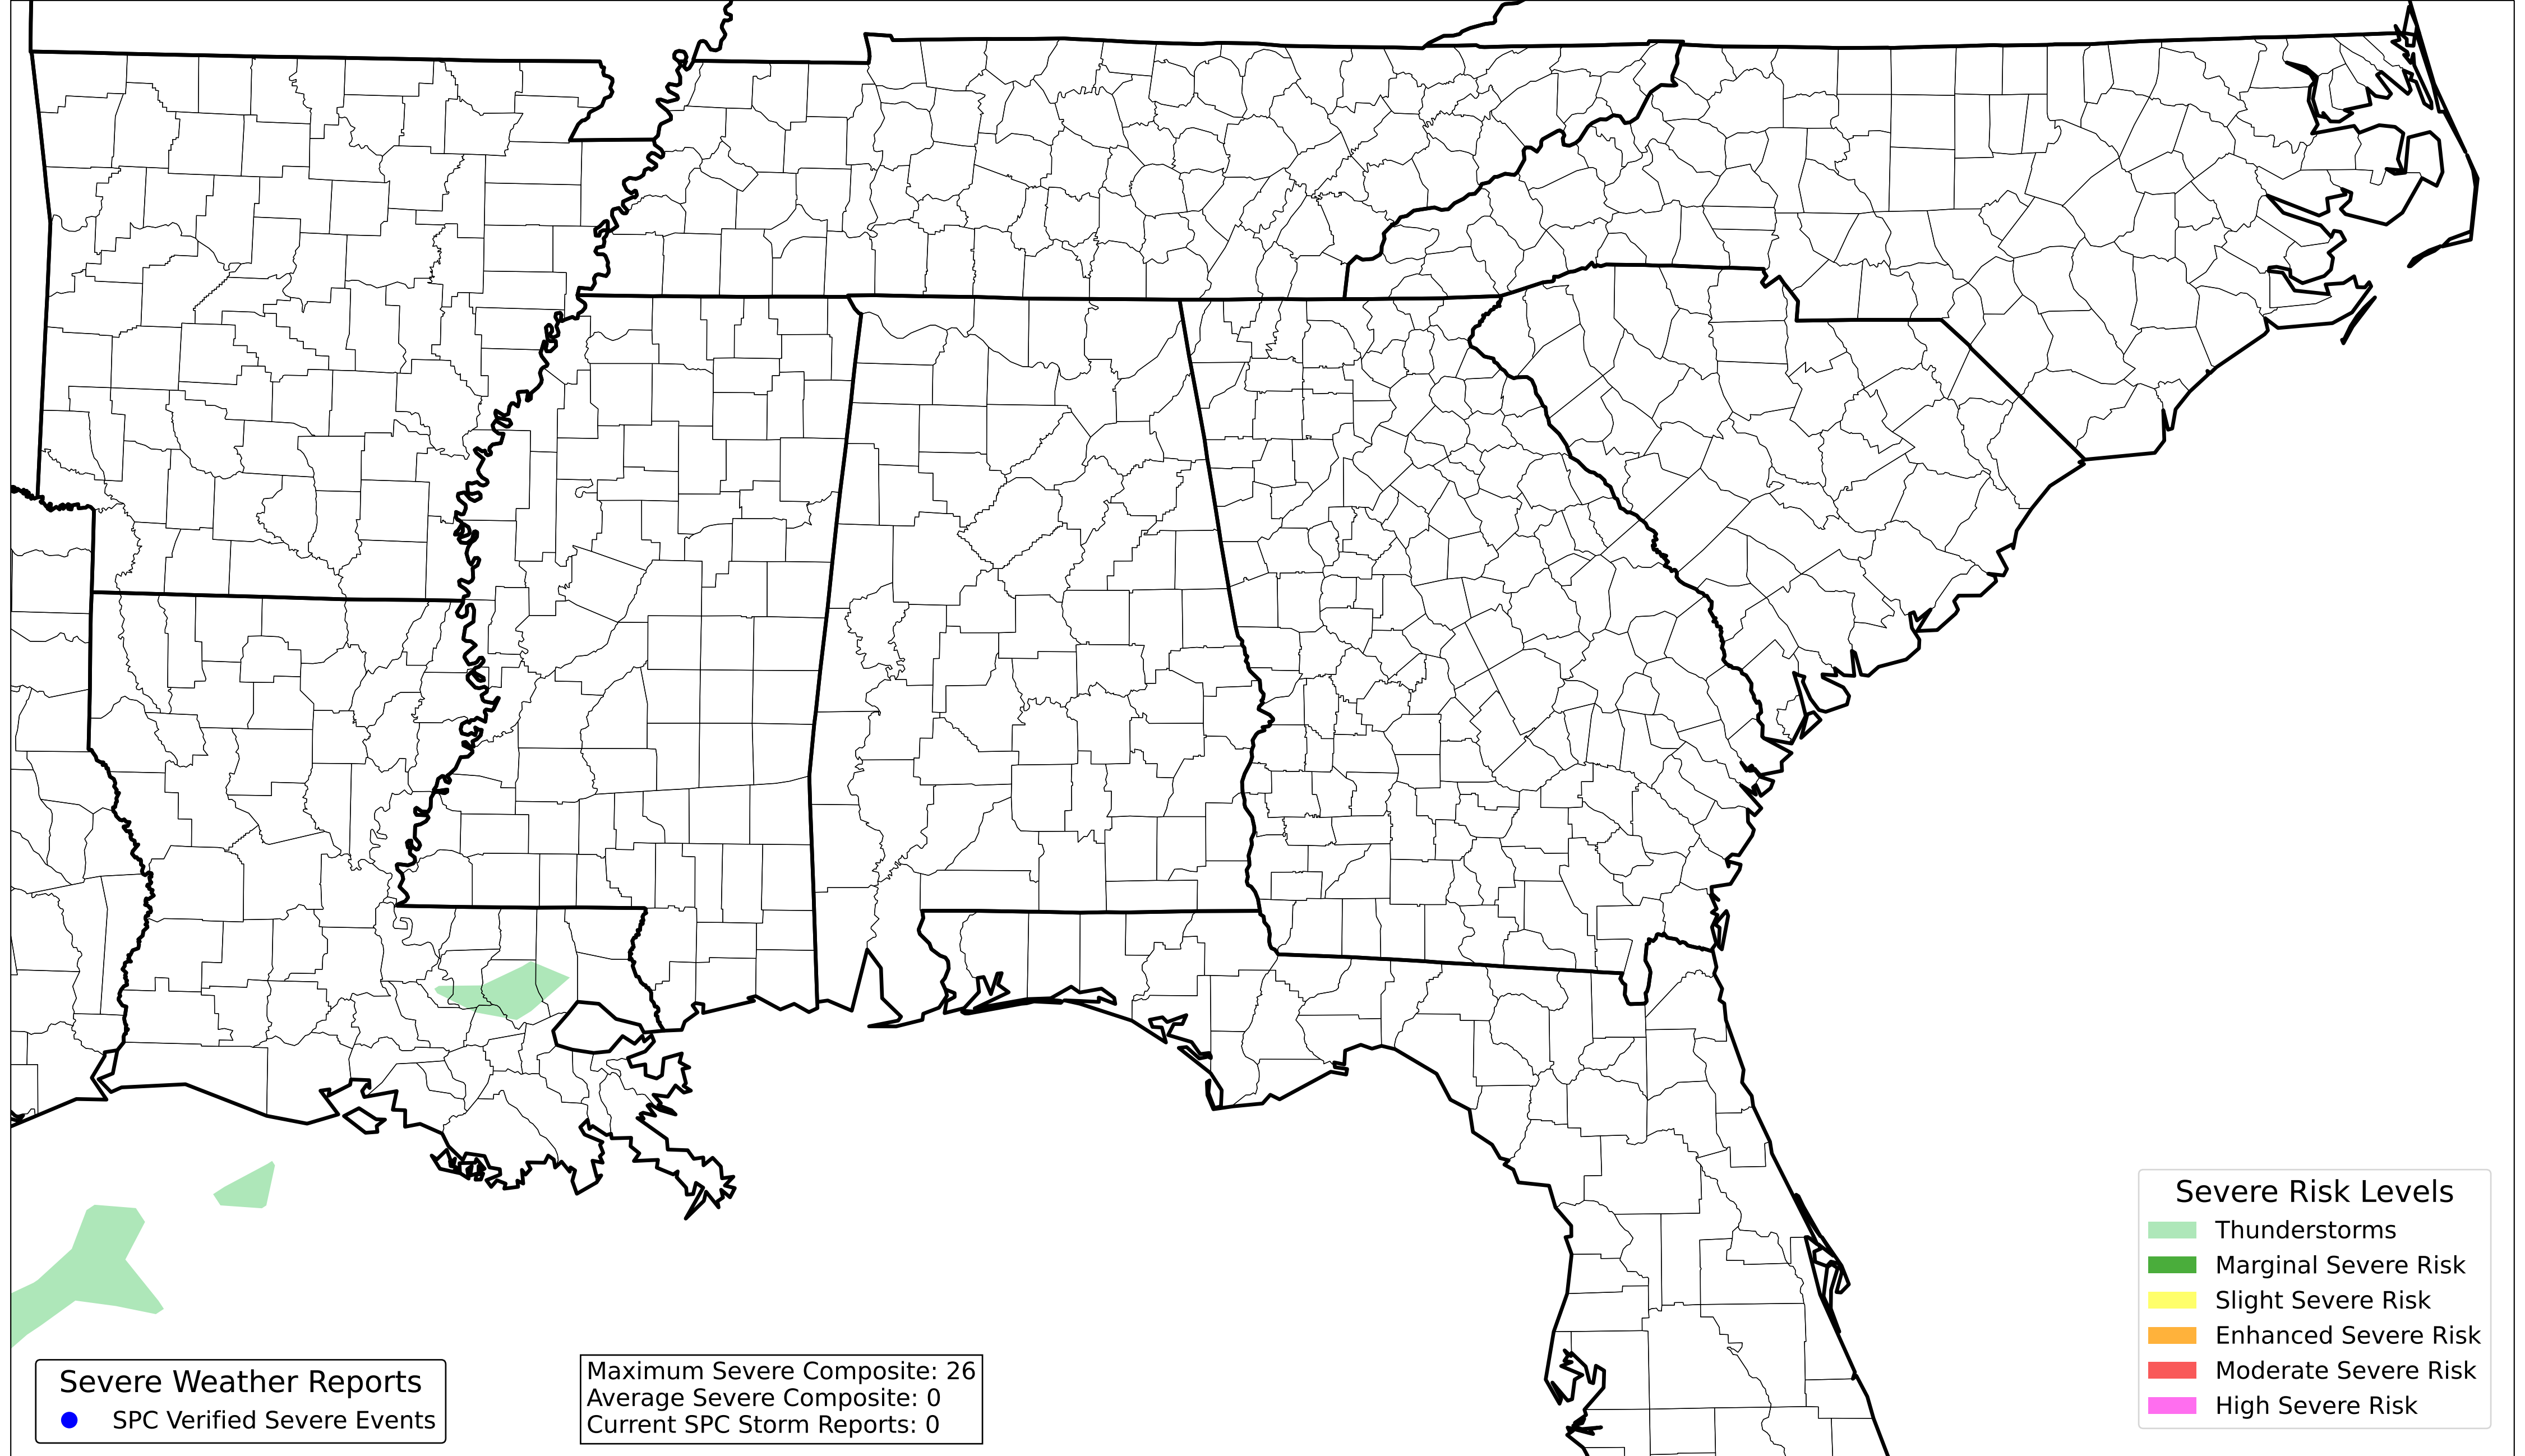 Severe Weather Reports
SPC Verified Severe Events
Maximum Severe Composite: 26
Average Severe Composite: 0
Current SPC Storm Reports: 0
Severe Risk Levels
Thunderstorms
Marginal Severe Risk
Slight Severe Risk
Enhanced Severe Risk
Moderate Severe Risk
High Severe Risk